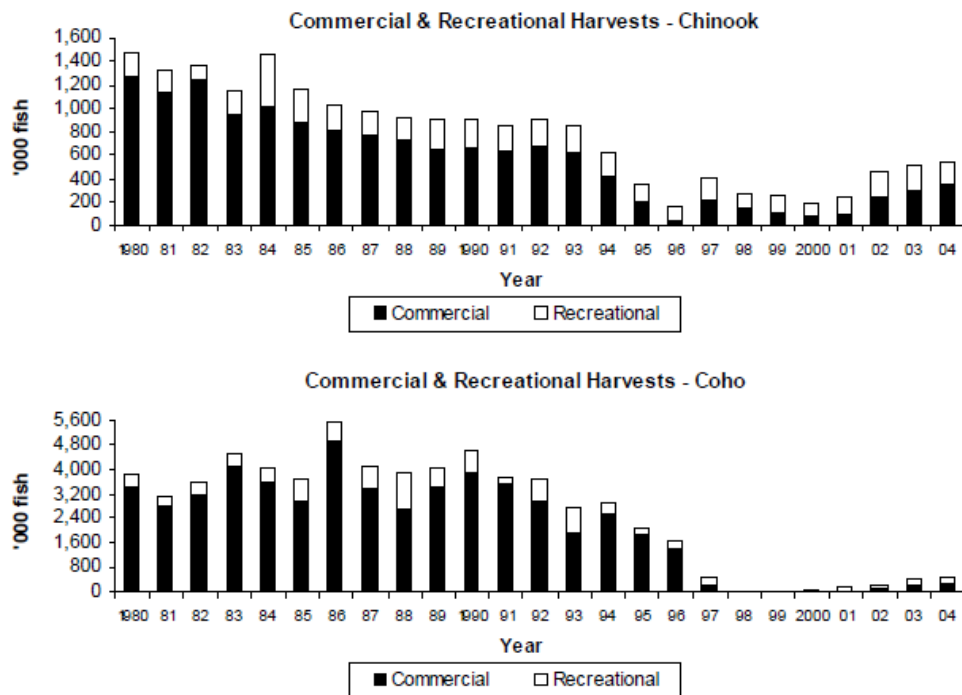 Commercial & Recreational Harvests - Chinook
1,600
1,400
1,200
1,000
800
600
400
200
0
'000 fish
1980 81 82 83 84 85 86 87 88 89 1990 91 92 93 94 95 96 97 98 99 2000 01 02 03 04
Year
Commercial Recreational
Commercial & Recreational Harvests - Coho
5,600
4,800
4,000
3,200
2,400
1,600
800
0
'000 fish
1980 81 82 83 84 85 86 87 88 89 1990 91 92 93 94 95 96 97 98 99 2000 01 02 03 04
Year
Commercial Recreational